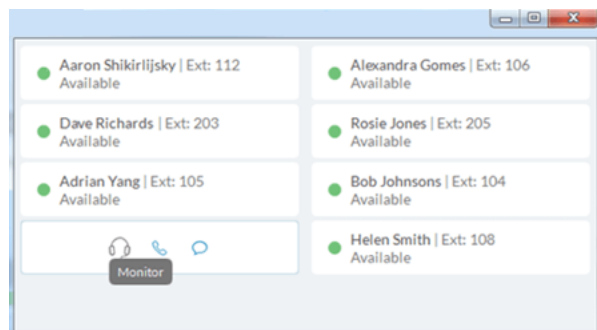 Aaron Shikirlijsky | Ext: 112
Available
Alexandra Gomes | Ext: 106
Available
Dave Richards | Ext: 203
Available
Rosie Jones | Ext: 205
Available
Adrian Yang | Ext: 105
Available
Bob Johnsons | Ext: 104
Available
Monitor
Helen Smith | Ext: 108
Available